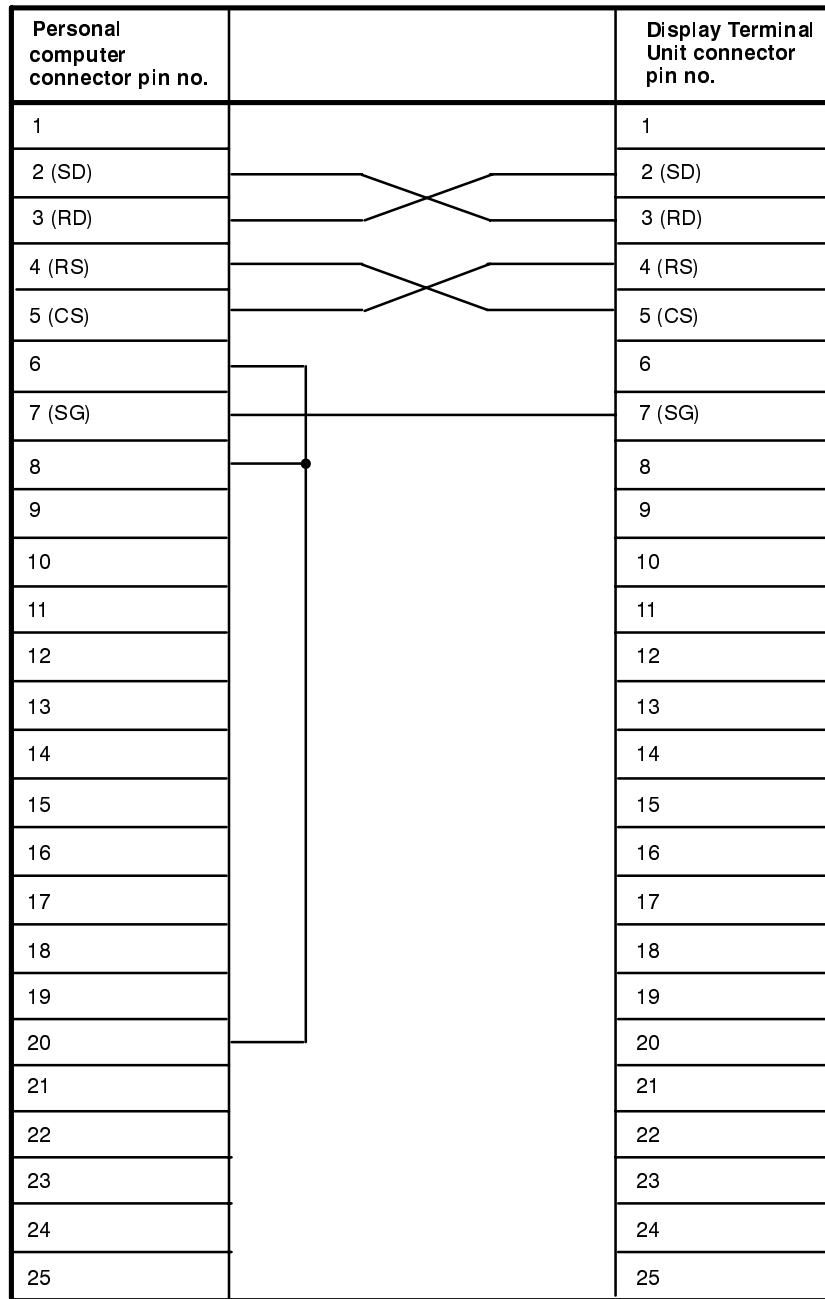 Personal
computer
connector pin no.
Display Terminal
Unit connector
pin no.
1
1
2 (SD)
2 (SD)
3 (RD)
3 (RD)
4 (RS)
4 (RS)
5 (CS)
5 (CS)
6
6
7 (SG)
7 (SG)
8
8
9
9
10
10
11
11
12
12
13
13
14
14
15
15
16
16
17
17
18
18
19
19
20
20
21
21
22
22
23
23
24
24
25
25